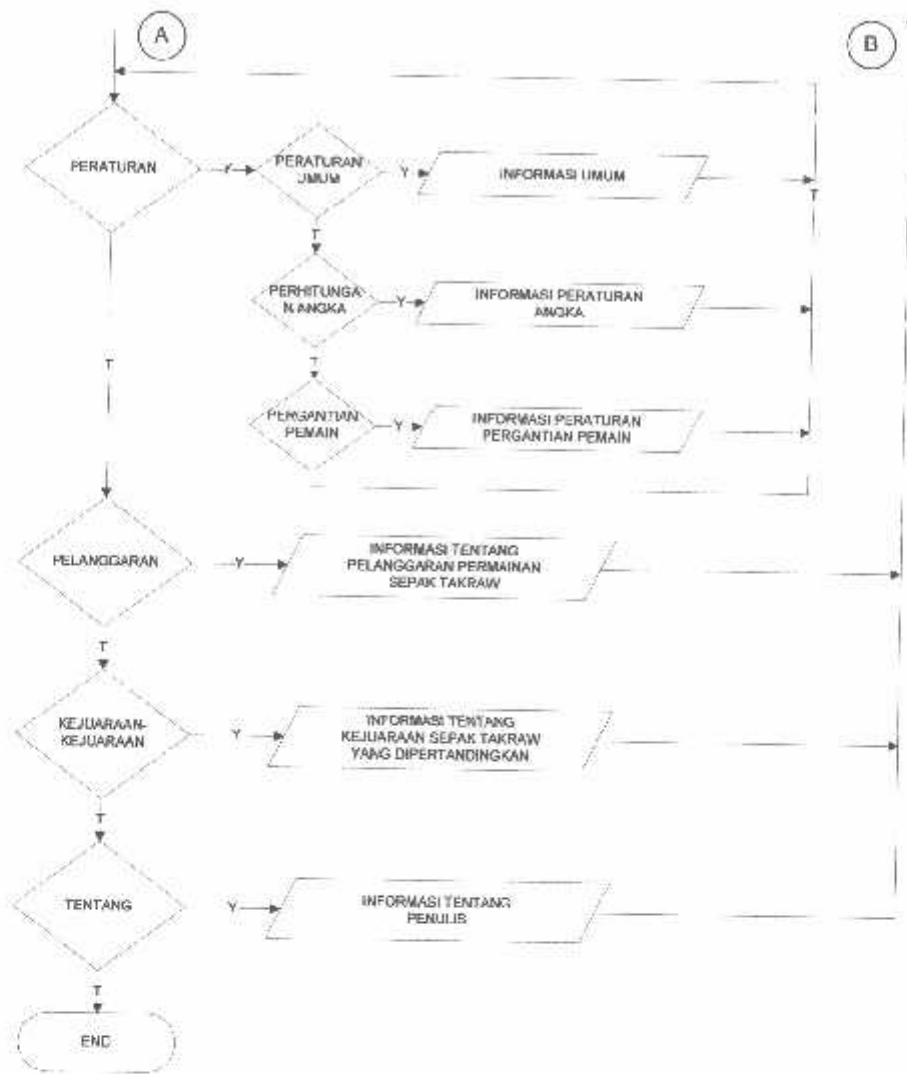 A
B
PERATURAN
Y
PERATURAN
UMUM
Y
INFORMASI UMUM
T
T
PERHITUNGA
N ANGKA
Y
INFORMASI PERATURAN
ANGKA
T
T
PERGANTIAN
PEMAIN
Y
INFORMASI PERATURAN
PERGANTIAN PEMAIN
PELANGGARAN
Y
INFORMASI TENTANG
PELANGGARAN PERMAINAN
SEPAK TAKRAW
T
KEJUARAAN-
KEJUARAAN
Y
INFORMASI TENTANG
KEJUARAAN SEPAK TAKRAW
YANG DIPERTANDINGKAN
T
TENTANG
Y
INFORMASI TENTANG
PENULIS
T
END